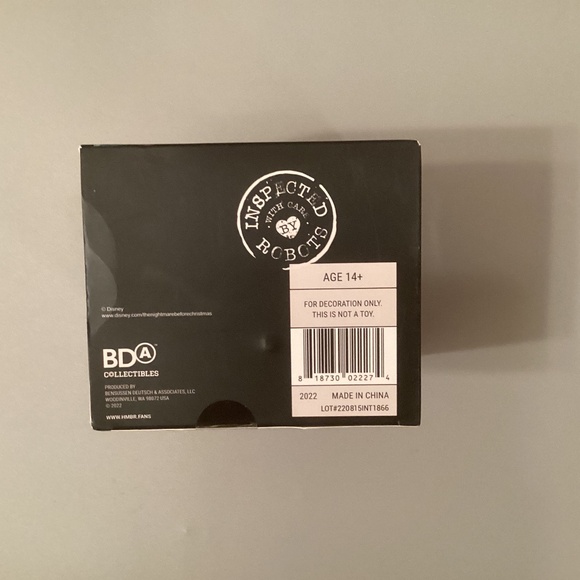 INSPECTED
WITH CARE
BY
ROBOTS
AGE 14+
FOR DECORATION ONLY.
THIS IS NOT A TOY.
8 18730 02227 4
2022 MADE IN CHINA
LOT#220815INT1866
© Disney
www.disney.com/thenightmarebeforechristmas
BDA™
COLLECTIBLES
PRODUCED BY
BENSUSSEN DEUTSCH & ASSOCIATES, LLC
WOODINVILLE, WA 98072 USA
© 2022
WWW.HMBR.FANS